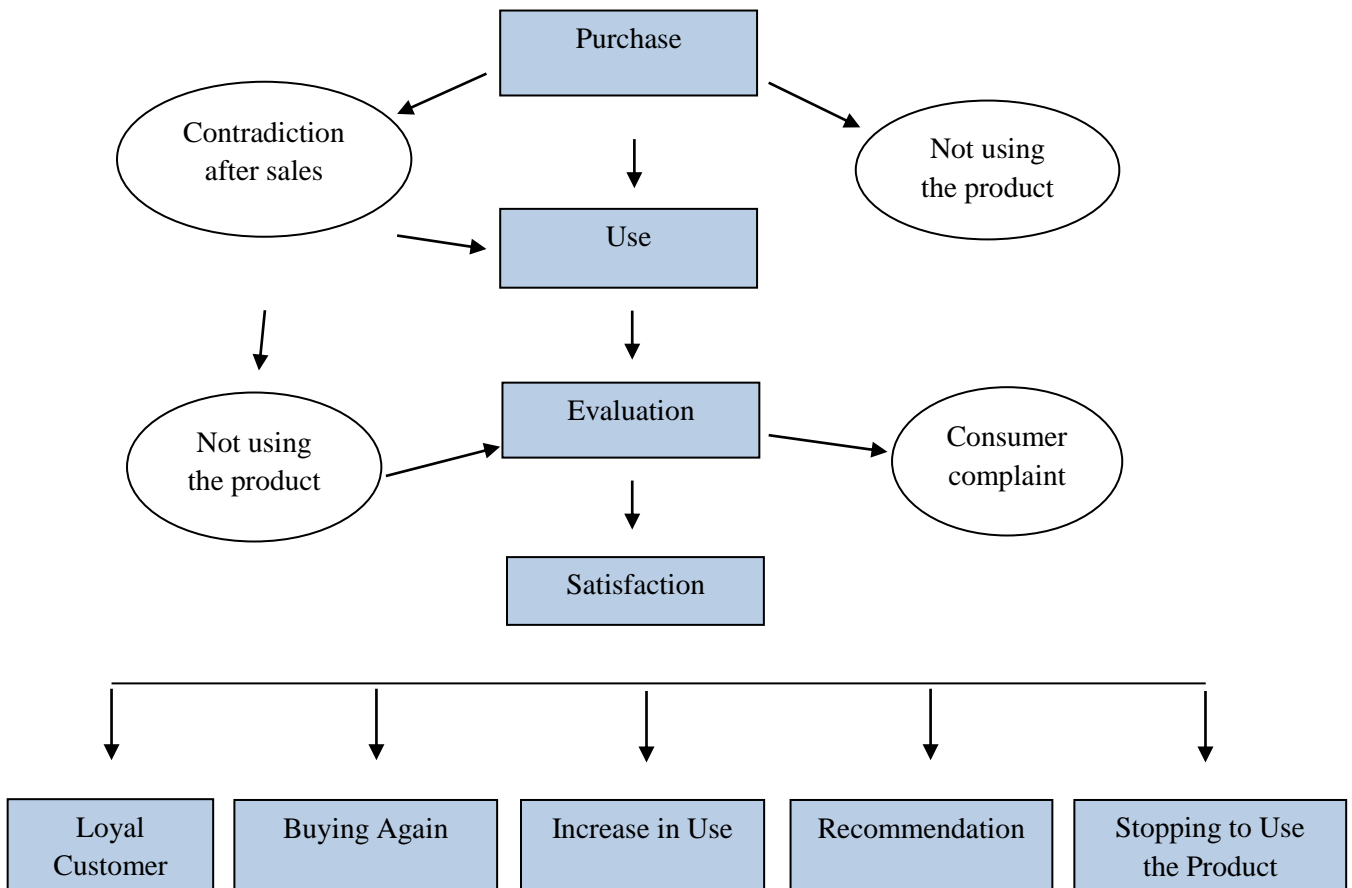 Purchase
Contradiction
after sales
Not using
the product
Use
Evaluation
Not using
the product
Consumer
complaint
Satisfaction
Loyal
Customer
Buying Again
Increase in Use
Recommendation
Stopping to Use
the Product